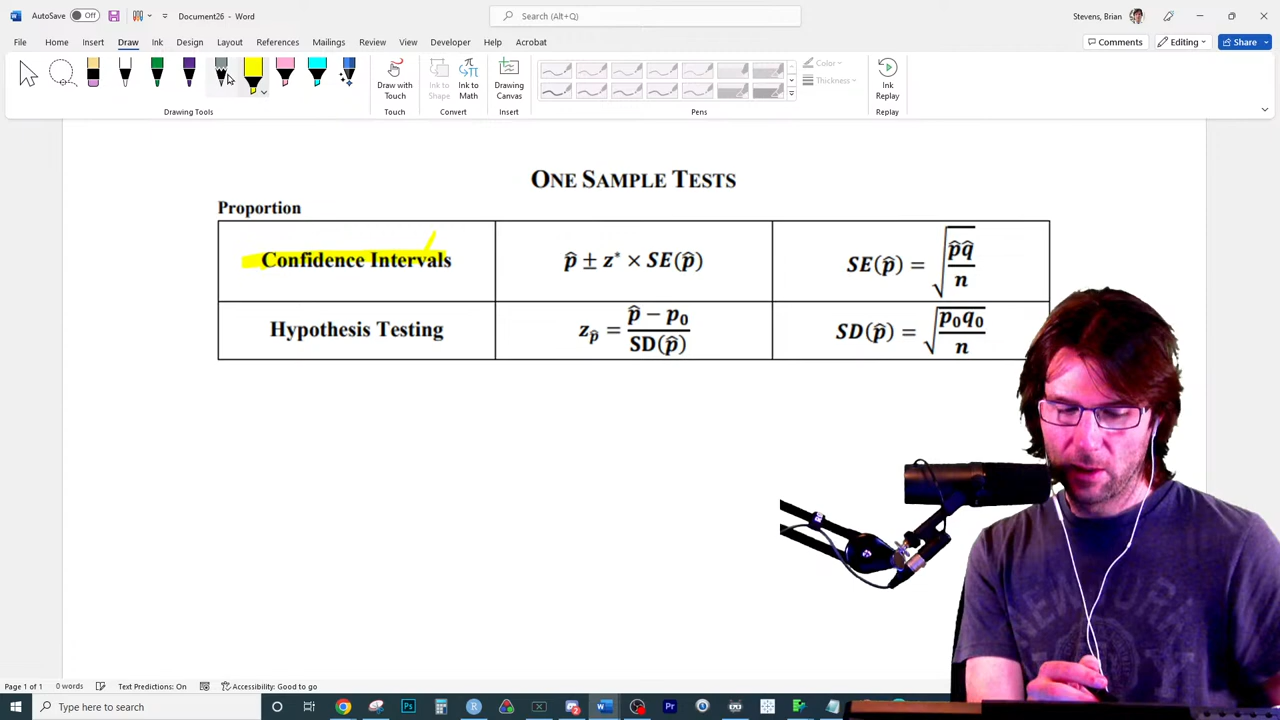 AutoSave Off Document26 - Word Search (Alt+Q) Stevens, Brian
File Home Insert Draw Ink Design Layout References Mailings Review View Developer Help Acrobat Comments Editing Share
Draw with Touch Ink to Shape Ink to Math Drawing Canvas Color Thickness Ink Replay
Drawing Tools Touch Convert Insert Pens Replay
ONE SAMPLE TESTS
Proportion
Confidence Intervals p̂ ± z* × SE(p̂) SE(p̂) = √(p̂q̂/n)
Hypothesis Testing z_p̂ = (p̂ − p₀)/SD(p̂) SD(p̂) = √(p₀q₀/n)
Page 1 of 1 0 words Text Predictions: On Accessibility: Good to go
Type here to search